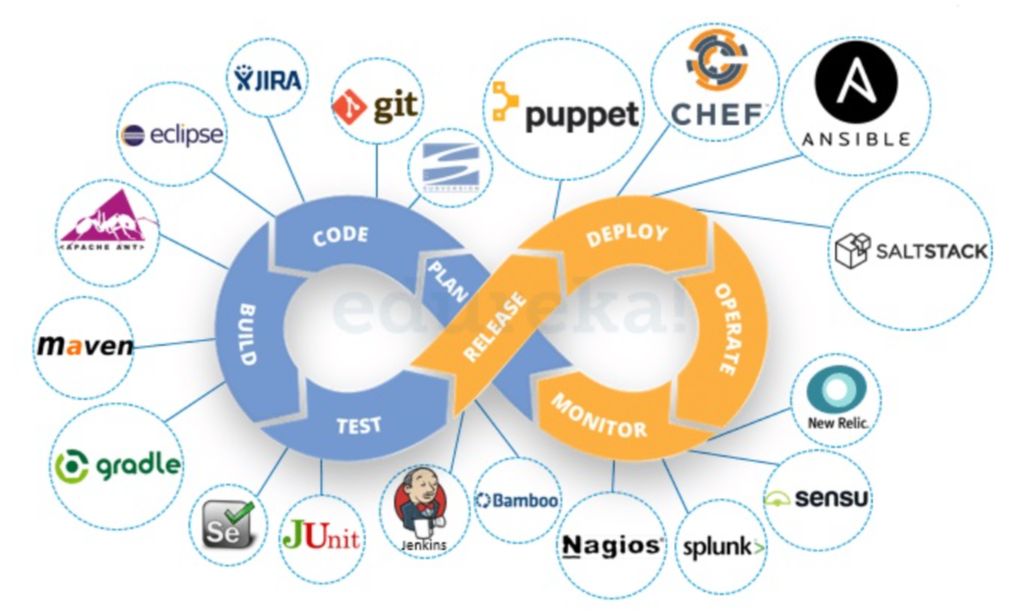 JIRA
git
puppet
CHEF
ANSIBLE
eclipse
SUBVERSION
<APACHE ANT>
CODE
PLAN
DEPLOY
SALTSTACK
edureka!
BUILD
RELEASE
OPERATE
maven
TEST
MONITOR
New Relic.
gradle
Se
JUnit
Jenkins
Bamboo
Nagios®
splunk>
sensu